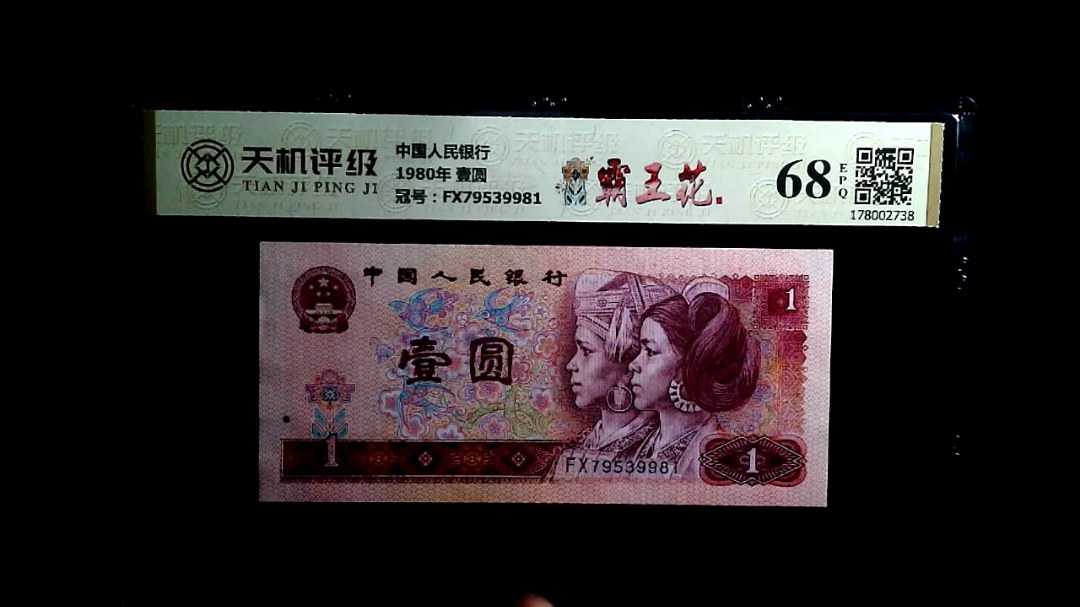 天机评级
TIAN JI PING JI
中国人民银行
1980年 壹圆
冠号：FX79539981
霸王花.
68
EPQ
178002738
中国人民银行
1
壹圆
1
FX79539981
1